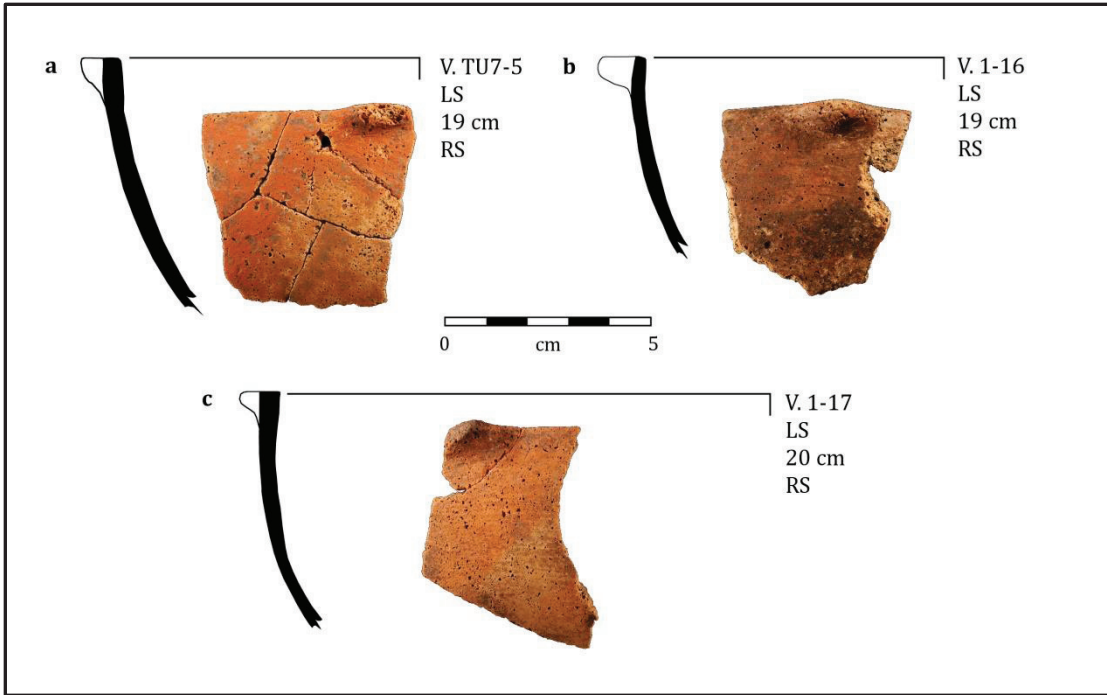 a
V. TU7-5
LS
19 cm
RS
b
V. 1-16
LS
19 cm
RS
0 cm 5
c
V. 1-17
LS
20 cm
RS